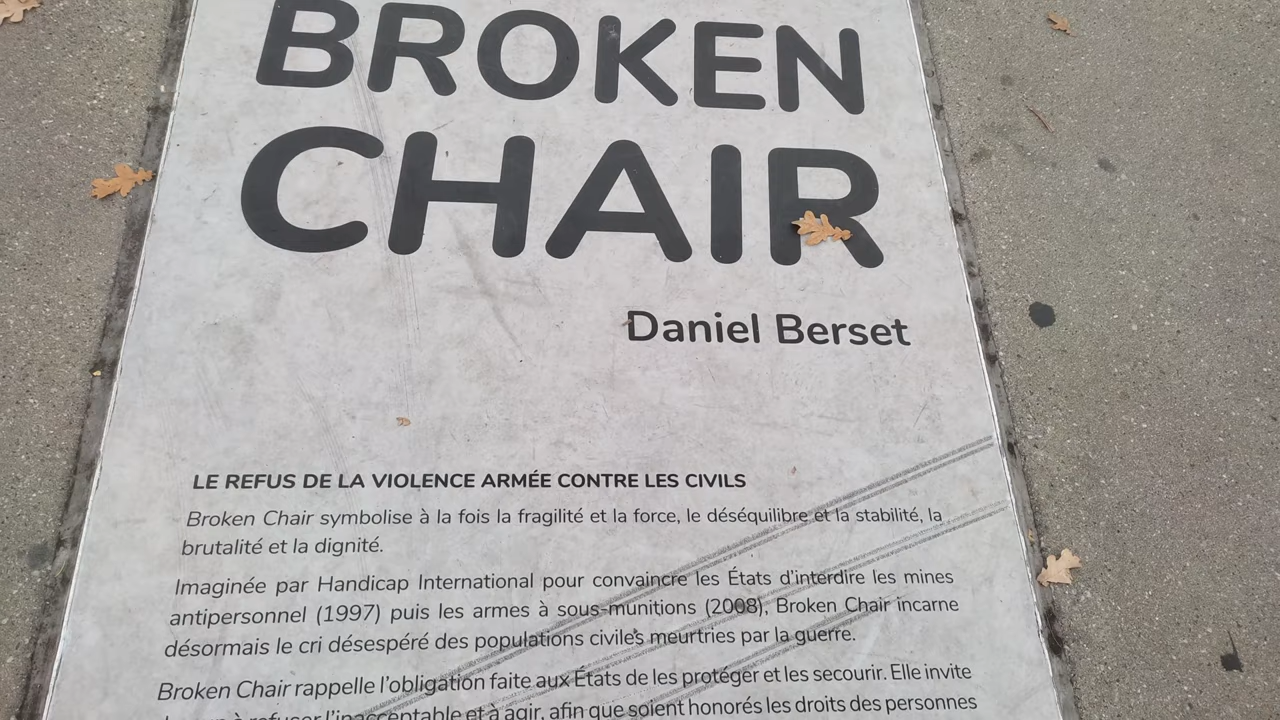 BROKEN
CHAIR
Daniel Berset
LE REFUS DE LA VIOLENCE ARMÉE CONTRE LES CIVILS
Broken Chair symbolise à la fois la fragilité et la force, le déséquilibre et la stabilité, la
brutalité et la dignité.
Imaginée par Handicap International pour convaincre les États d'interdire les mines
antipersonnel (1997) puis les armes à sous-munitions (2008), Broken Chair incarne
désormais le cri désespéré des populations civiles meurtries par la guerre.
Broken Chair rappelle l'obligation faite aux États de les protéger et les secourir. Elle invite
à refuser l'inacceptable et à agir, afin que soient honorés les droits des personnes